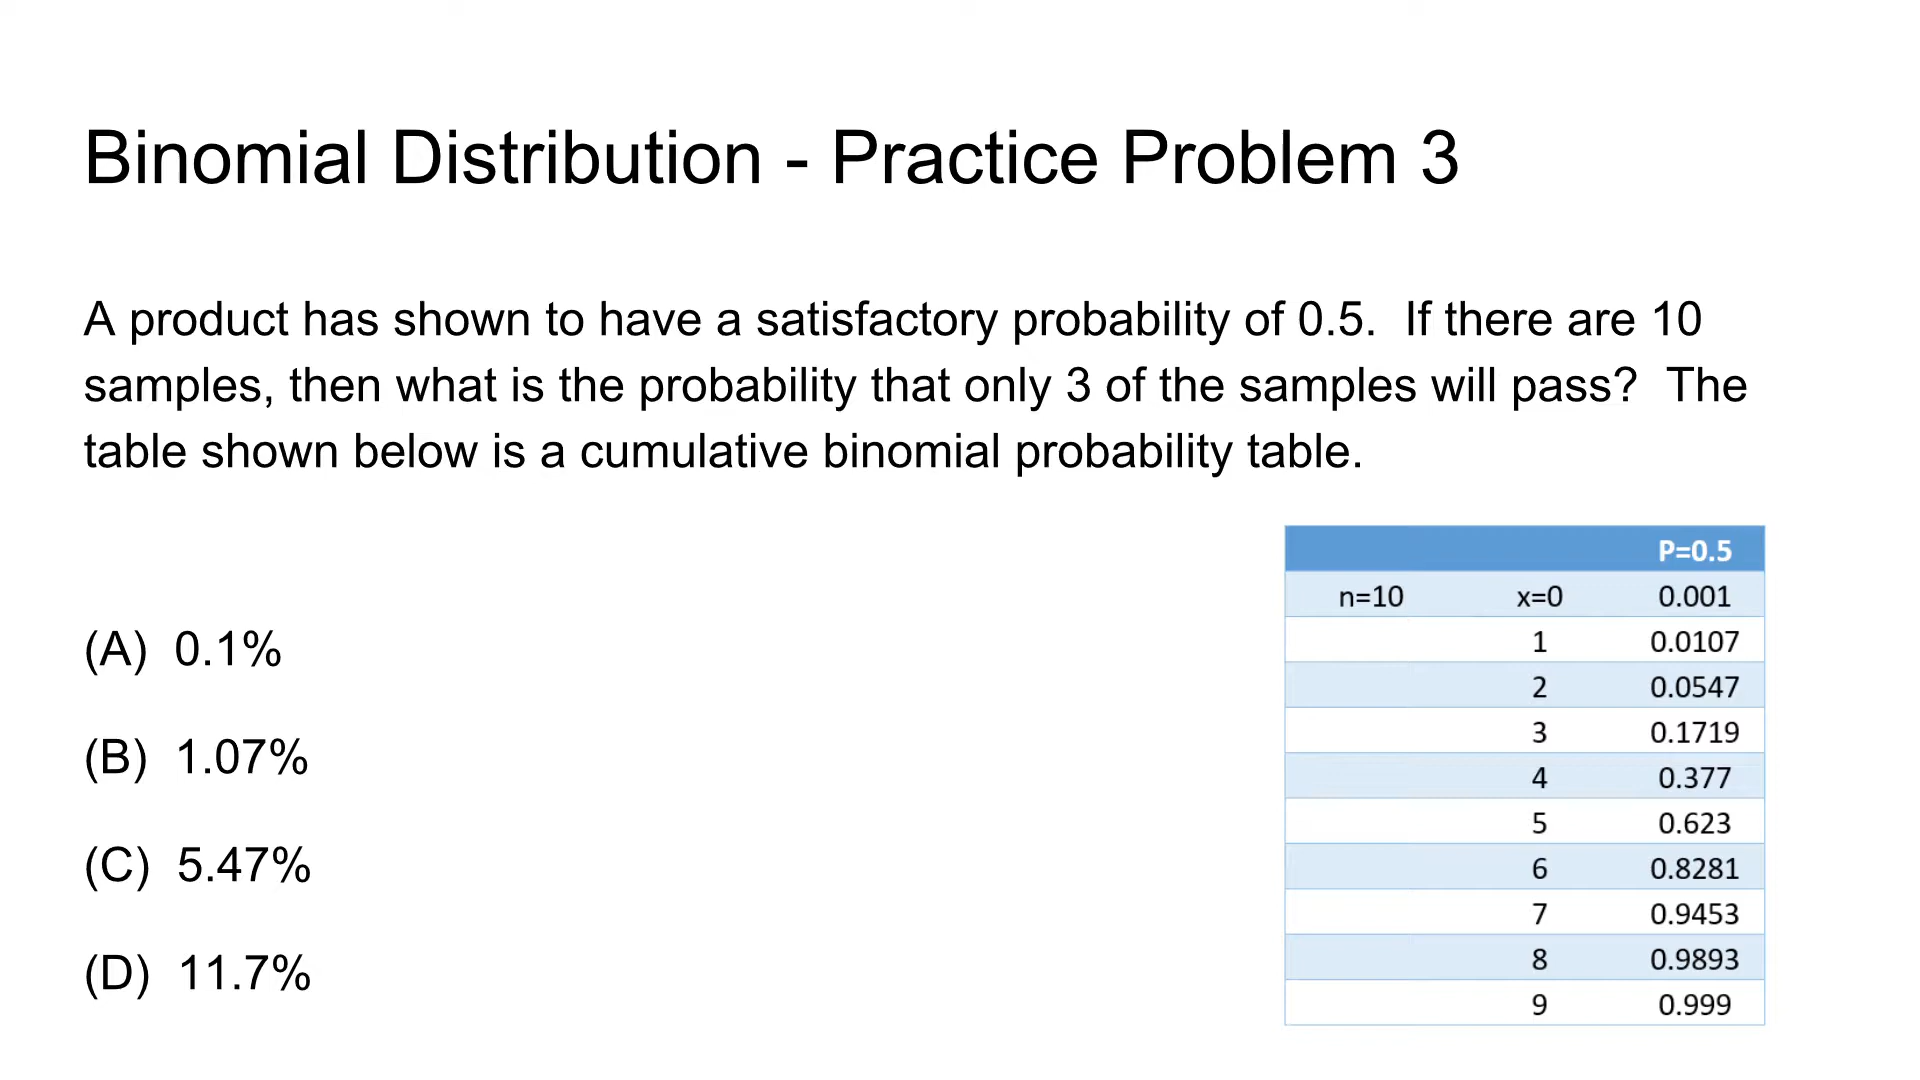 Binomial Distribution - Practice Problem 3
A product has shown to have a satisfactory probability of 0.5.  If there are 10
samples, then what is the probability that only 3 of the samples will pass?  The
table shown below is a cumulative binomial probability table.
(A)  0.1%
(B)  1.07%
(C)  5.47%
(D)  11.7%
P=0.5
n=10 x=0 0.001
1 0.0107
2 0.0547
3 0.1719
4 0.377
5 0.623
6 0.8281
7 0.9453
8 0.9893
9 0.999